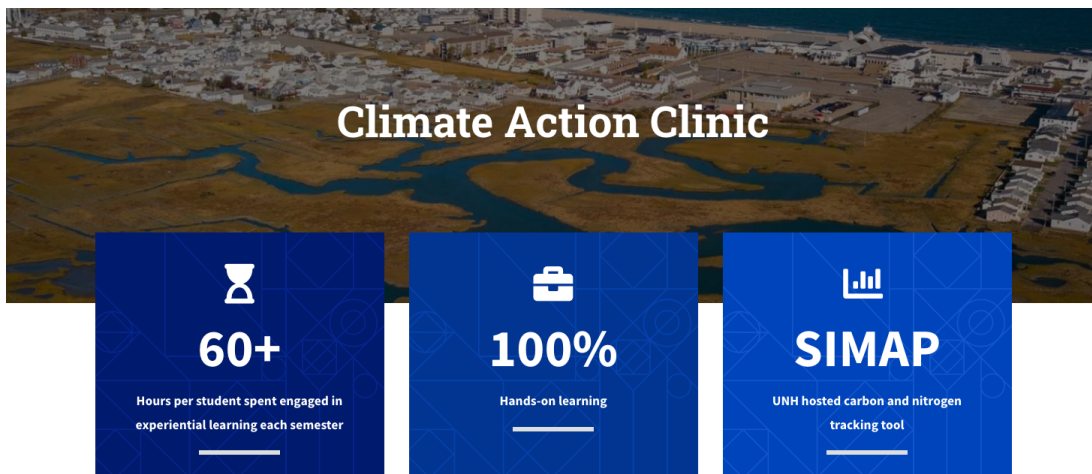 Climate Action Clinic
60+
Hours per student spent engaged in
experiential learning each semester
100%
Hands-on learning
SIMAP
UNH hosted carbon and nitrogen
tracking tool